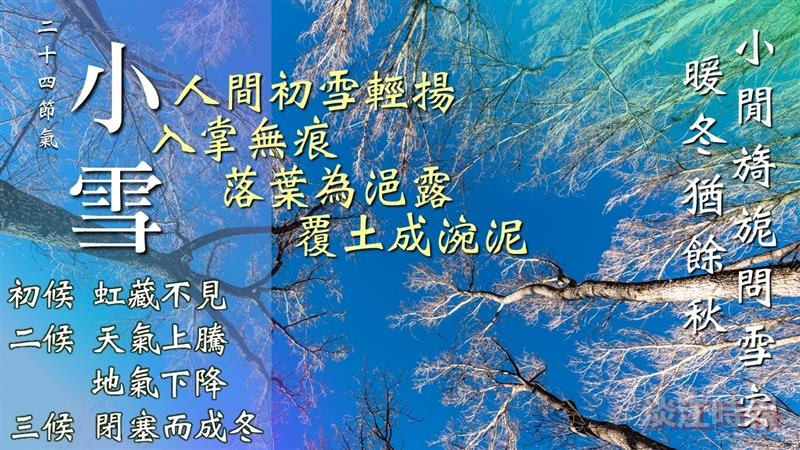 二十四節氣
小雪
人間初雪輕揚
入掌無痕
落葉為浥露
覆土成涴泥
初候 虹藏不見
二候 天氣上騰
地氣下降
三候 閉塞而成冬
小閒旖旎問雪安
暖冬猶餘秋
淡江時報